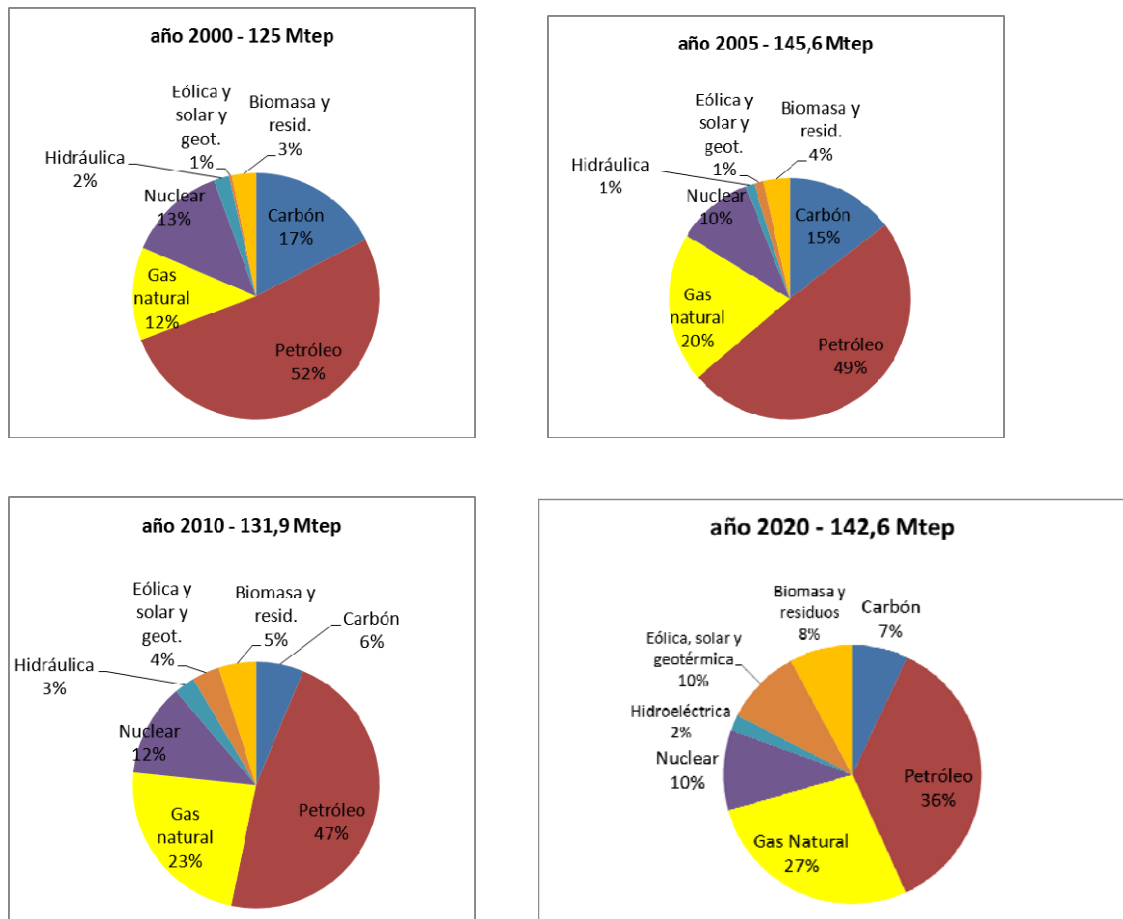 año 2000 - 125 Mtep
Eólica y
solar y
geot.
1%
Biomasa y
resid.
3%
Hidráulica
2%
Nuclear
13%
Carbón
17%
Gas
natural
12%
Petróleo
52%
año 2005 - 145,6 Mtep
Eólica y
solar y
geot.
1%
Biomasa y
resid.
4%
Hidráulica
1%
Nuclear
10%
Carbón
15%
Gas
natural
20%
Petróleo
49%
año 2010 - 131,9 Mtep
Eólica y
solar y
geot.
4%
Biomasa y
resid.
5%
Carbón
6%
Hidráulica
3%
Nuclear
12%
Gas
natural
23%
Petróleo
47%
año 2020 - 142,6 Mtep
Biomasa y
residuos
8%
Carbón
7%
Eólica, solar y
geotérmica
10%
Hidroeléctrica
2%
Nuclear
10%
Petróleo
36%
Gas Natural
27%